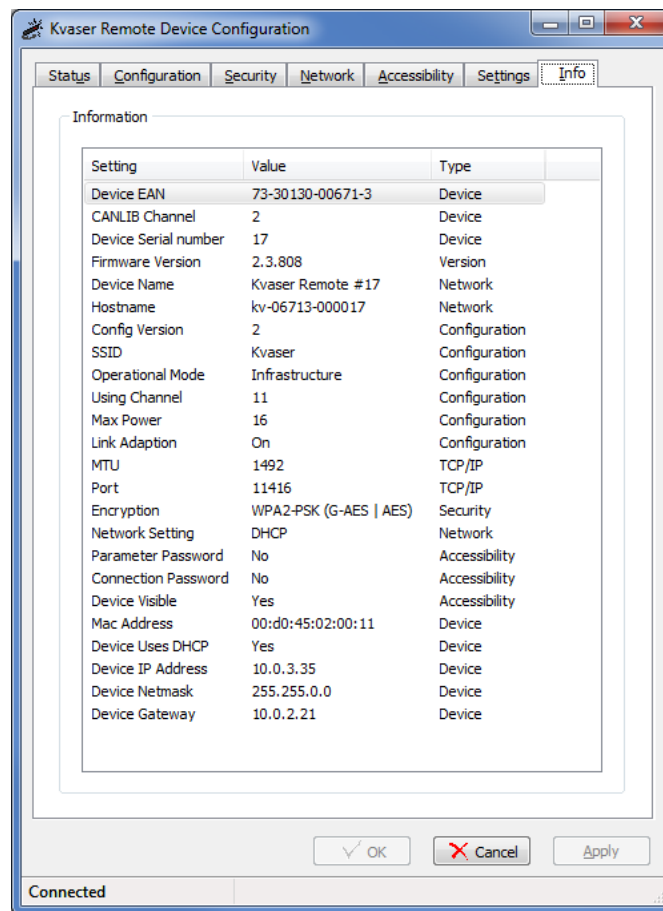 Kvaser Remote Device Configuration
Status Configuration Security Network Accessibility Settings Info
Information
Setting Value Type
Device EAN 73-30130-00671-3 Device
CANLIB Channel 2 Device
Device Serial number 17 Device
Firmware Version 2.3.808 Version
Device Name Kvaser Remote #17 Network
Hostname kv-06713-000017 Network
Config Version 2 Configuration
SSID Kvaser Configuration
Operational Mode Infrastructure Configuration
Using Channel 11 Configuration
Max Power 16 Configuration
Link Adaption On Configuration
MTU 1492 TCP/IP
Port 11416 TCP/IP
Encryption WPA2-PSK (G-AES | AES) Security
Network Setting DHCP Network
Parameter Password No Accessibility
Connection Password No Accessibility
Device Visible Yes Accessibility
Mac Address 00:d0:45:02:00:11 Device
Device Uses DHCP Yes Device
Device IP Address 10.0.3.35 Device
Device Netmask 255.255.0.0 Device
Device Gateway 10.0.2.21 Device
OK Cancel Apply
Connected